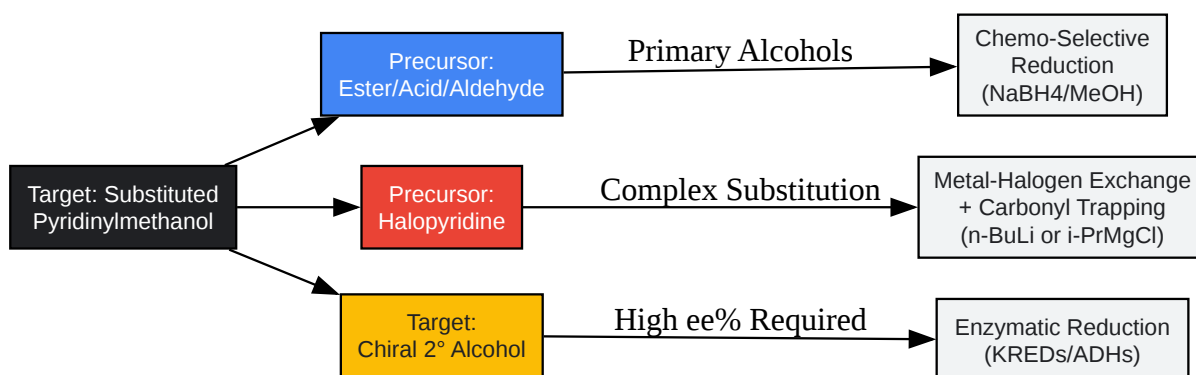 Precursor:
Ester/Acid/Aldehyde
Primary Alcohols
Chemo-Selective
Reduction
(NaBH4/MeOH)
Target: Substituted
Pyridinylmethanol
Precursor:
Halopyridine
Complex Substitution
Metal-Halogen Exchange
+ Carbonyl Trapping
(n-BuLi or i-PrMgCl)
Target:
Chiral 2° Alcohol
High ee% Required
Enzymatic Reduction
(KREDs/ADHs)